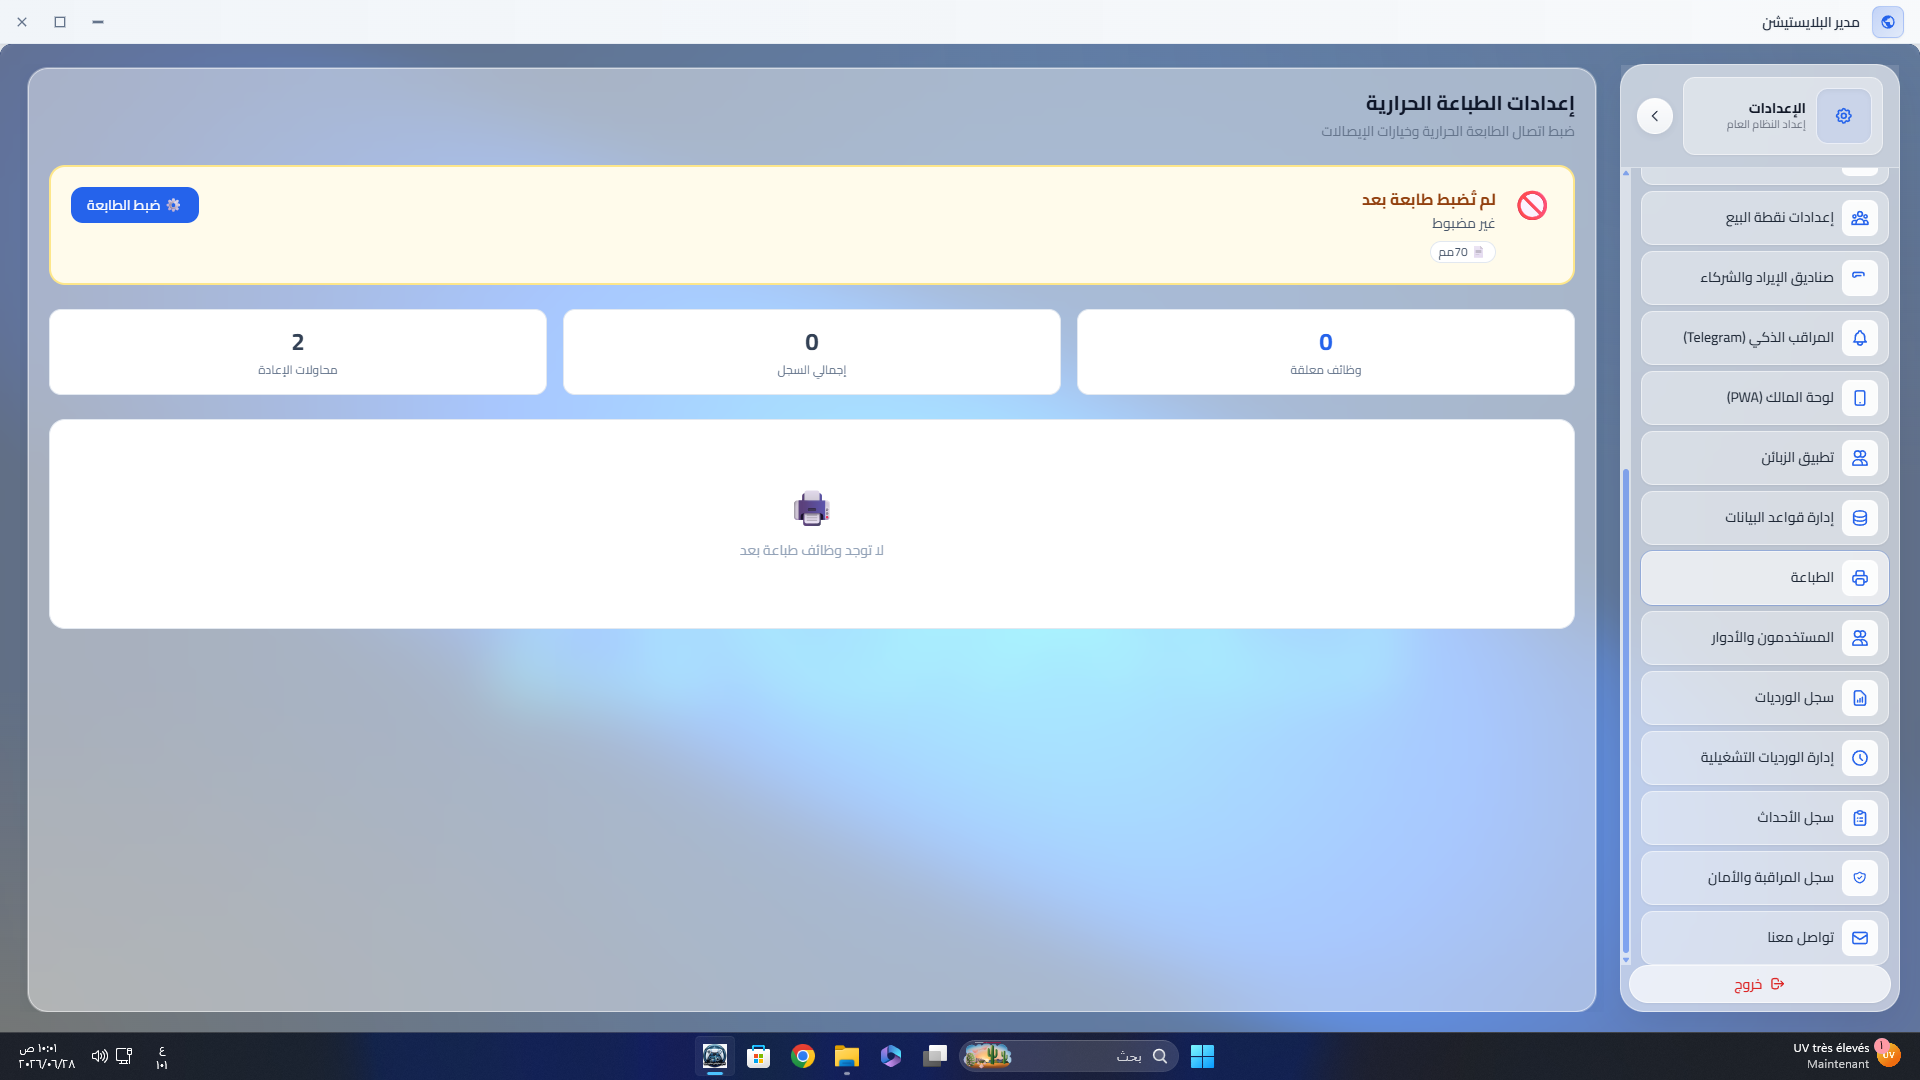 مدير البلايستيشن
الإعدادات
إعداد النظام العام
إعدادات نقطة البيع
صناديق الإيراد والشركاء
المراقب الذكي (Telegram)
لوحة المالك (PWA)
تطبيق الزبائن
إدارة قواعد البيانات
الطباعة
المستخدمون والأدوار
سجل الورديات
إدارة الورديات التشغيلية
سجل الأحداث
سجل المراقبة والأمان
تواصل معنا
خروج
إعدادات الطباعة الحرارية
ضبط اتصال الطابعة الحرارية وخيارات الإيصالات
لم تُضبط طابعة بعد
غير مضبوط
70مم
ضبط الطابعة
0
وظائف معلقة
0
إجمالي السجل
2
محاولات الإعادة
لا توجد وظائف طباعة بعد
UV très élevés
Maintenant
١
UV
بحث
ع
١٠١
١٠:٠١ ص
٢٠٢٦/٠٦/٢٨